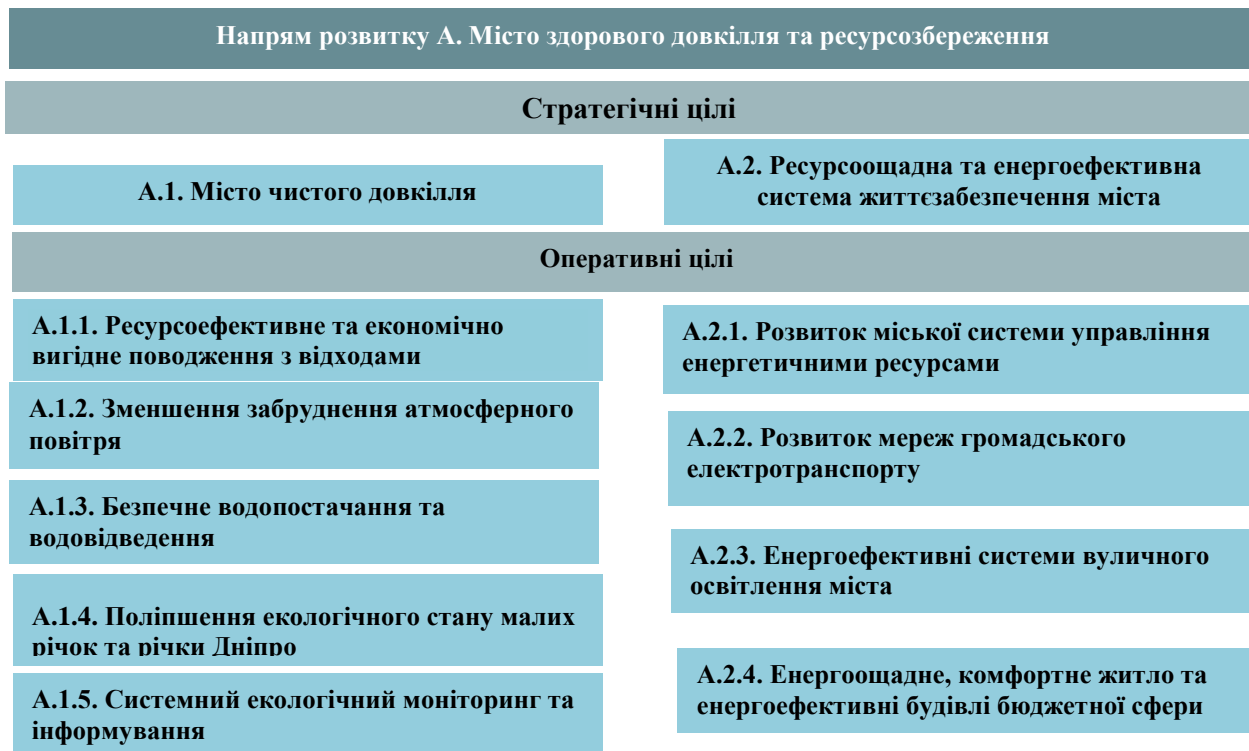 Напрям розвитку А. Місто здорового довкілля та ресурсозбереження
Стратегічні цілі
А.1. Місто чистого довкілля
А.2. Ресурсоощадна та енергоефективна
система життєзабезпечення міста
Оперативні цілі
А.1.1. Ресурсоефективне та економічно
вигідне поводження з відходами
А.1.2. Зменшення забруднення атмосферного
повітря
А.1.3. Безпечне водопостачання та
водовідведення
А.1.4. Поліпшення екологічного стану малих
річок та річки Дніпро
А.1.5. Системний екологічний моніторинг та
інформування
А.2.1. Розвиток міської системи управління
енергетичними ресурсами
А.2.2. Розвиток мереж громадського
електротранспорту
А.2.3. Енергоефективні системи вуличного
освітлення міста
А.2.4. Енергоощадне, комфортне житло та
енергоефективні будівлі бюджетної сфери